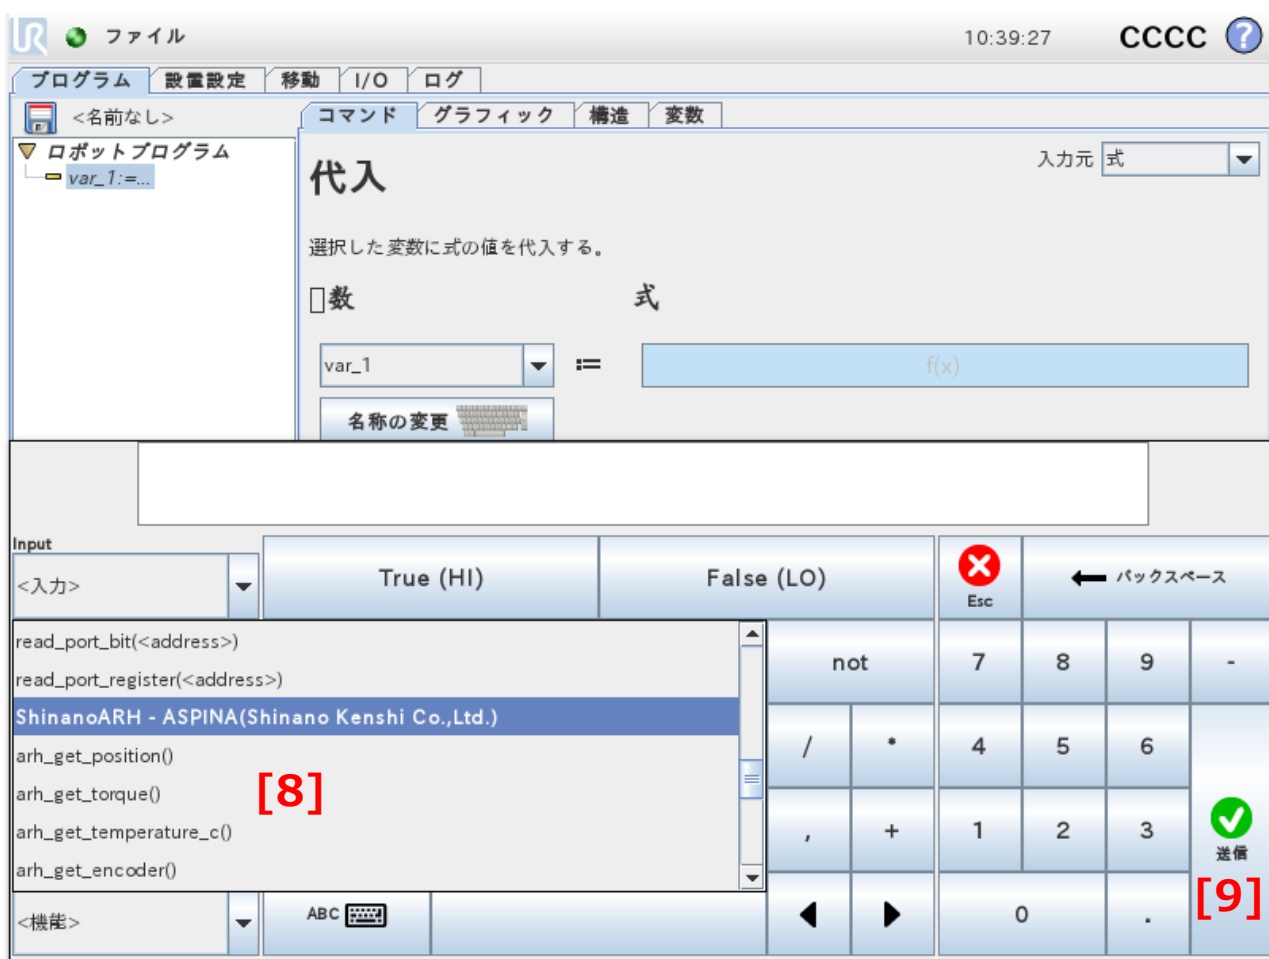 UR ファイル 10:39:27 CCCC ?
プログラム 設置設定 移動 I/O ログ
<名前なし> コマンド グラフィック 構造 変数
ロボットプログラム
var_1:=...
代入
入力元 式
選択した変数に式の値を代入する。
▯数 式
var_1 := f(x)
名称の変更
Input
<入力> True (HI) False (LO) Esc バックスペース
read_port_bit(<address>)
read_port_register(<address>)
ShinanoARH - ASPINA(Shinano Kenshi Co.,Ltd.)
arh_get_position()
arh_get_torque()
arh_get_temperature_c()
arh_get_encoder()
[8]
not 7 8 9 -
/ * 4 5 6
, + 1 2 3 送信
[9]
<機能> ABC 0 .